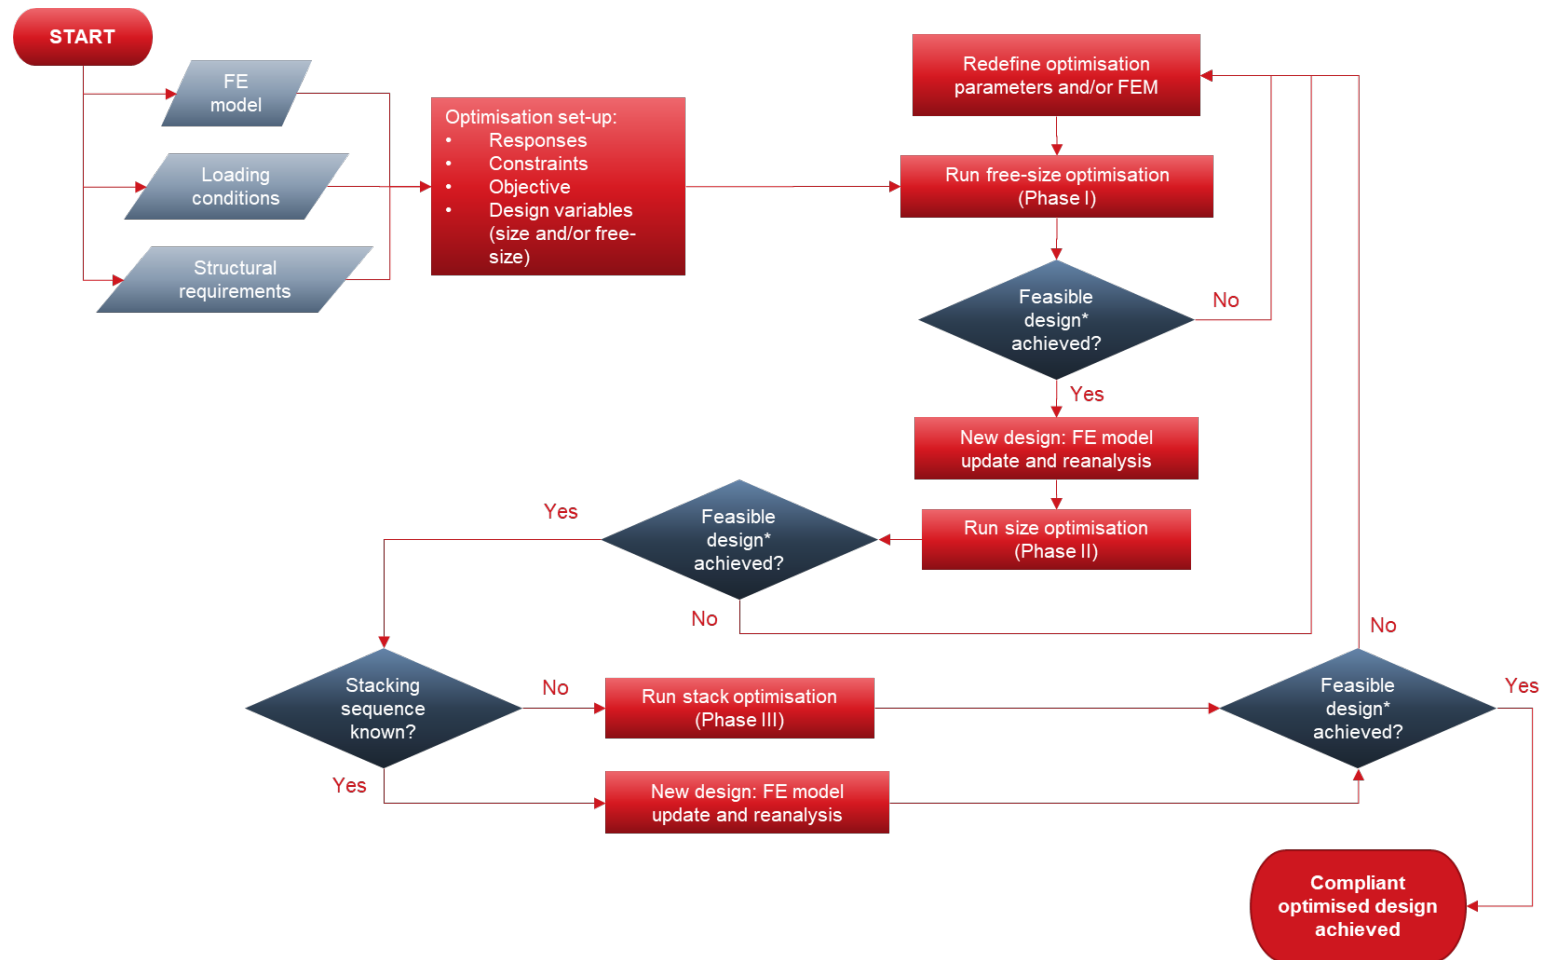 START
FE
model
Loading
conditions
Structural
requirements
Optimisation set-up:
• Responses
• Constraints
• Objective
• Design variables
(size and/or free-
size)
Redefine optimisation
parameters and/or FEM
Run free-size optimisation
(Phase I)
Feasible
design*
achieved?
No
Yes
New design: FE model
update and reanalysis
Run size optimisation
(Phase II)
Feasible
design*
achieved?
Yes
No
Stacking
sequence
known?
No
Yes
Run stack optimisation
(Phase III)
New design: FE model
update and reanalysis
Feasible
design*
achieved?
No
Yes
Compliant
optimised design
achieved